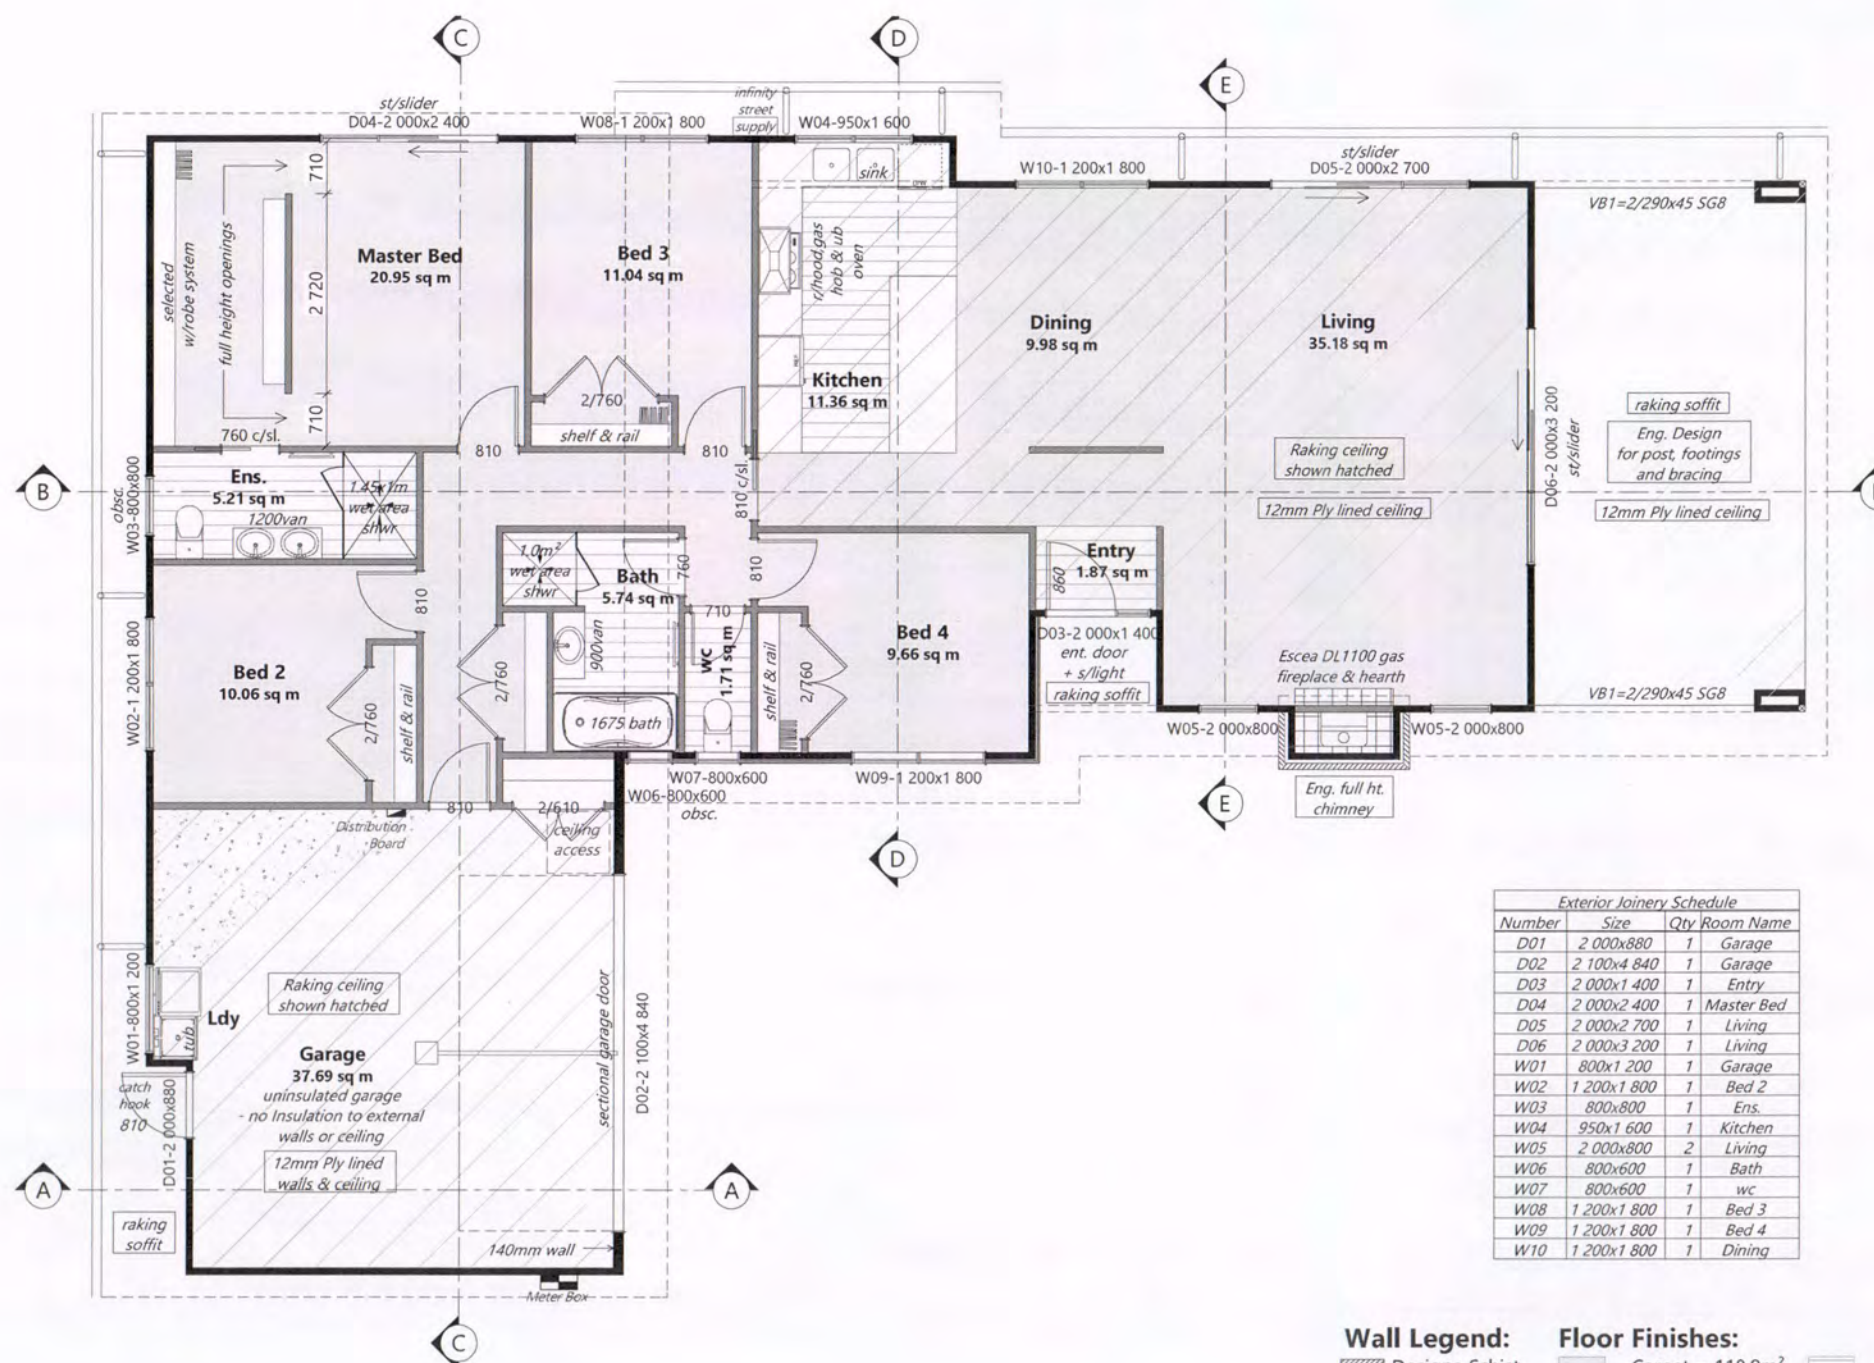 C
D
E
st/slider
D04-2 000x2 400
W08-1 200x1 800
infinity
street
supply
W04-950x1 600
W10-1 200x1 800
st/slider
D05-2 000x2 700
VB1=2/290x45 SG8
sink
710
2 720
710
selected
w/robe system
full height openings
Master Bed
20.95 sq m
Bed 3
11.04 sq m
r/hood,gas
hob & ub
oven
Kitchen
11.36 sq m
Dining
9.98 sq m
Living
35.18 sq m
2/760
shelf & rail
760 c/sl.
810
810
810 c/sl.
Raking ceiling
shown hatched
12mm Ply lined ceiling
D06-2 000x3 200
st/slider
raking soffit
Eng. Design
for post, footings
and bracing
12mm Ply lined ceiling
B
obsc.
W03-800x800
Ens.
5.21 sq m
1200van
1.45x1m
wet area
shwr
1.0m²
wet area
shwr
Bath
5.74 sq m
900van
1675 bath
760
810
710
wc
1.71 sq m
Entry
1.87 sq m
860
D03-2 000x1 400
ent. door
+ s/light
raking soffit
Bed 4
9.66 sq m
shelf & rail
2/760
Bed 2
10.06 sq m
W02-1 200x1 800
810
2/760
shelf & rail
2/760
Escea DL1100 gas
fireplace & hearth
VB1=2/290x45 SG8
W05-2 000x800
W05-2 000x800
Eng. full ht.
chimney
W07-800x600
W06-800x600
obsc.
W09-1 200x1 800
E
D
810
2/610
ceiling
access
Distribution
Board
W01-800x1 200
tub
Ldy
Raking ceiling
shown hatched
Garage
37.69 sq m
uninsulated garage
- no Insulation to external
walls or ceiling
12mm Ply lined
walls & ceiling
sectional garage door
D02-2 100x4 840
catch
hook
810
D01-2 000x880
A
A
raking
soffit
140mm wall
Meter Box
C
Exterior Joinery Schedule
Number Size Qty Room Name
D01 2 000x880 1 Garage
D02 2 100x4 840 1 Garage
D03 2 000x1 400 1 Entry
D04 2 000x2 400 1 Master Bed
D05 2 000x2 700 1 Living
D06 2 000x3 200 1 Living
W01 800x1 200 1 Garage
W02 1 200x1 800 1 Bed 2
W03 800x800 1 Ens.
W04 950x1 600 1 Kitchen
W05 2 000x800 2 Living
W06 800x600 1 Bath
W07 800x600 1 wc
W08 1 200x1 800 1 Bed 3
W09 1 200x1 800 1 Bed 4
W10 1 200x1 800 1 Dining
Wall Legend: Floor Finishes: